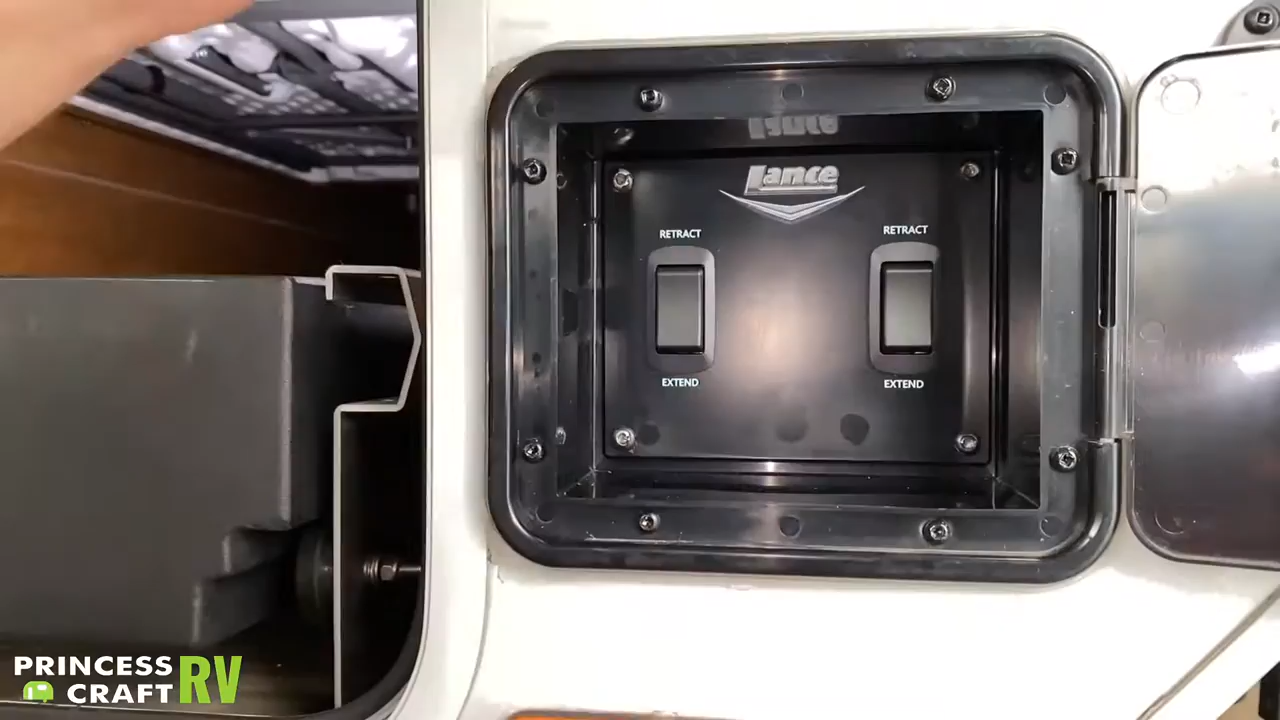 Lance
RETRACT
RETRACT
EXTEND
EXTEND
PRINCESS
CRAFT RV